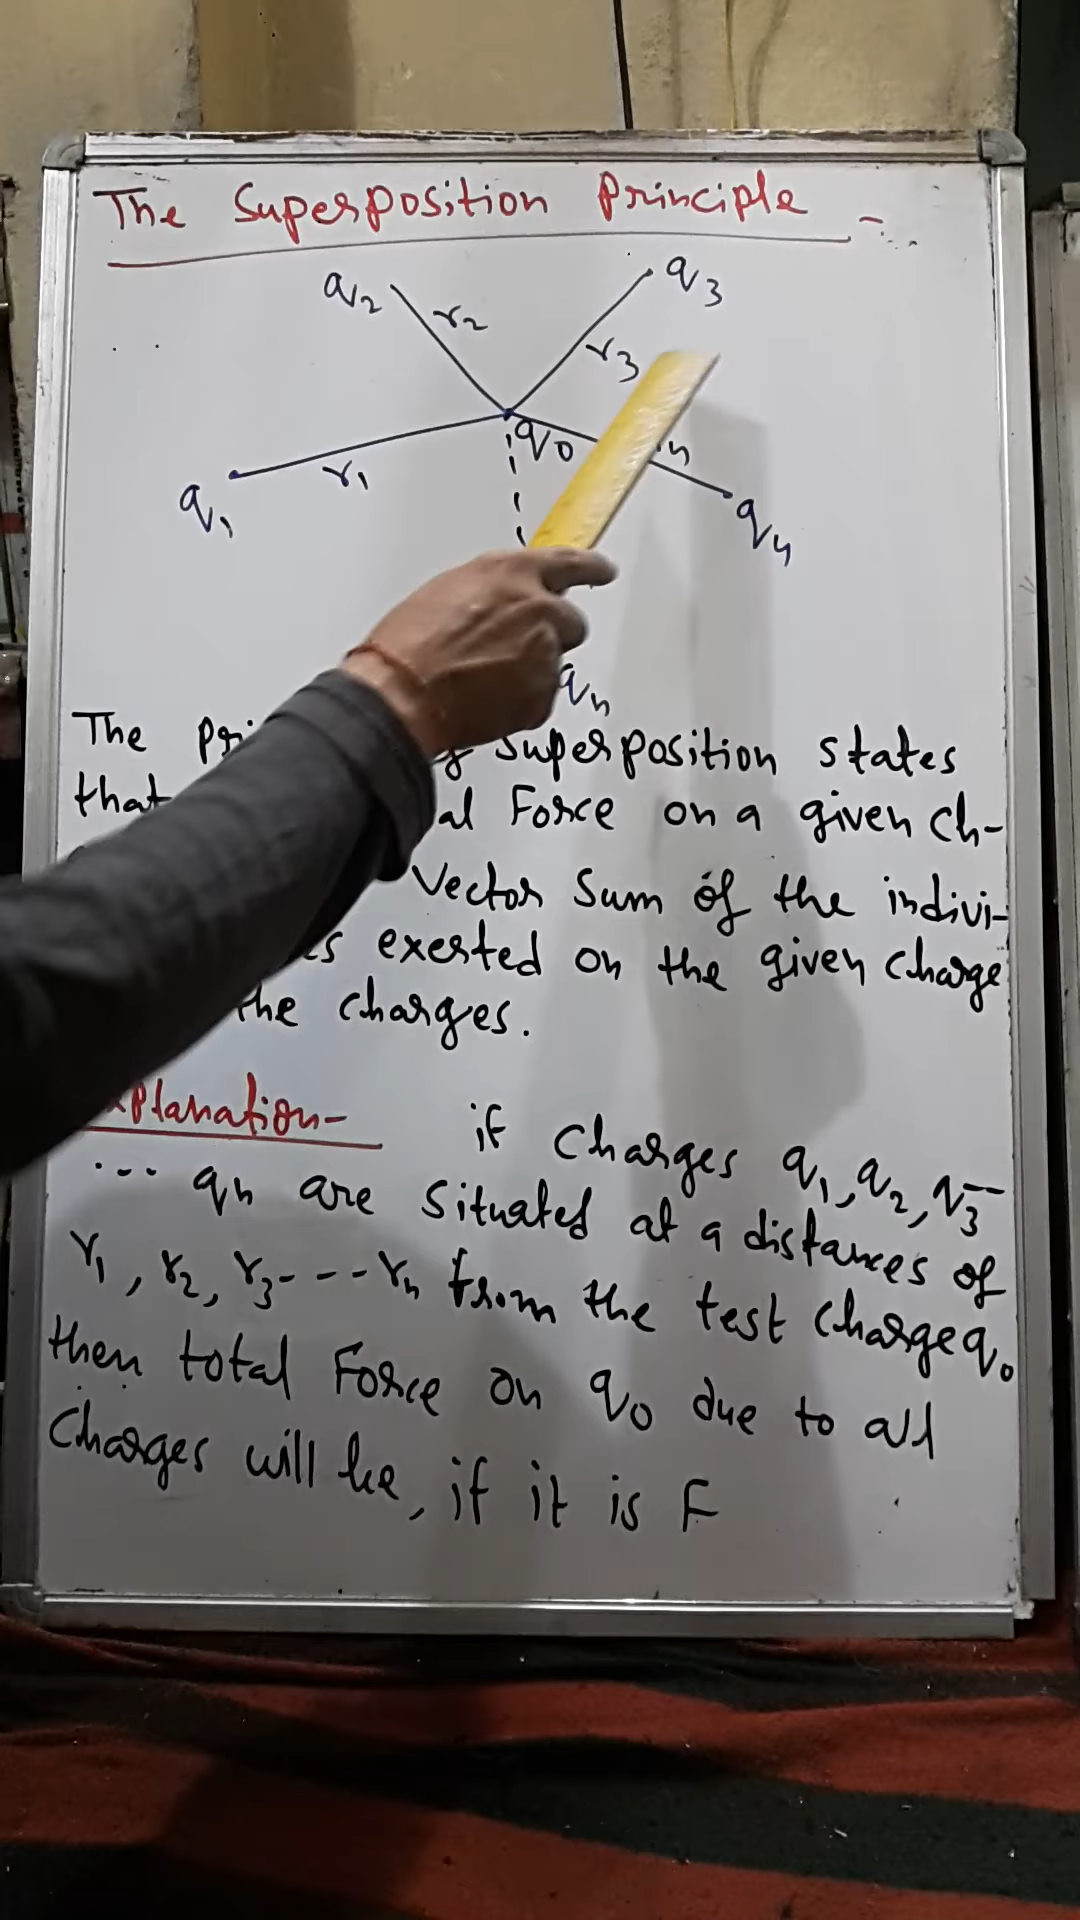 The Superposition Principle -
q2 r2 q3
r3
q0
r1
q1 q4
qn
The Superposition states
that Force on a given ch-
Vector Sum of the indivi-
exerted on the given charge
the charges.
Explanation-
if charges q1, q2, q3-
--- qn are situated at a distances of
r1, r2, r3---rn from the test charge q0
then total Force on q0 due to all
charges will be, if it is F